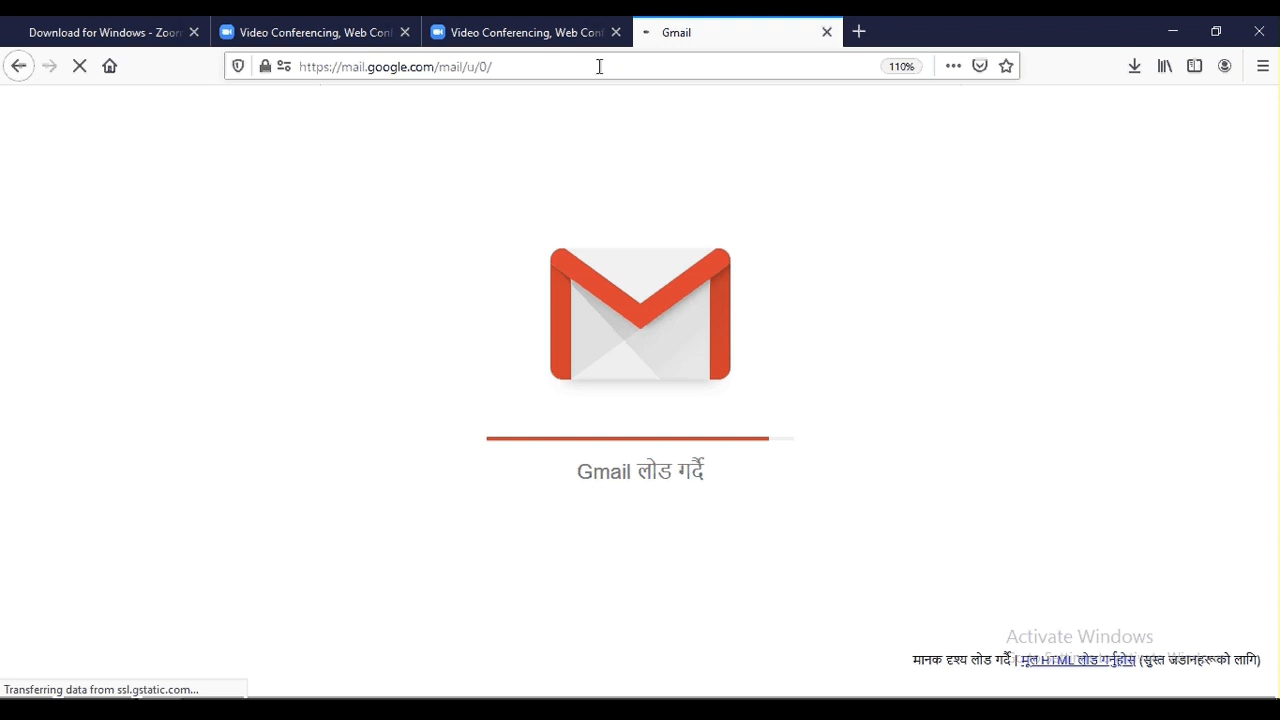 Download for Windows - Zoom
Video Conferencing, Web Con
Video Conferencing, Web Conf
Gmail
https://mail.google.com/mail/u/0/
110%
Gmail लोड गर्दै
Activate Windows
मानक दृश्य लोड गर्दै | मूल HTML लोड गर्नुहोस् (सुस्त जडानहरूको लागि)
Transferring data from ssl.gstatic.com...